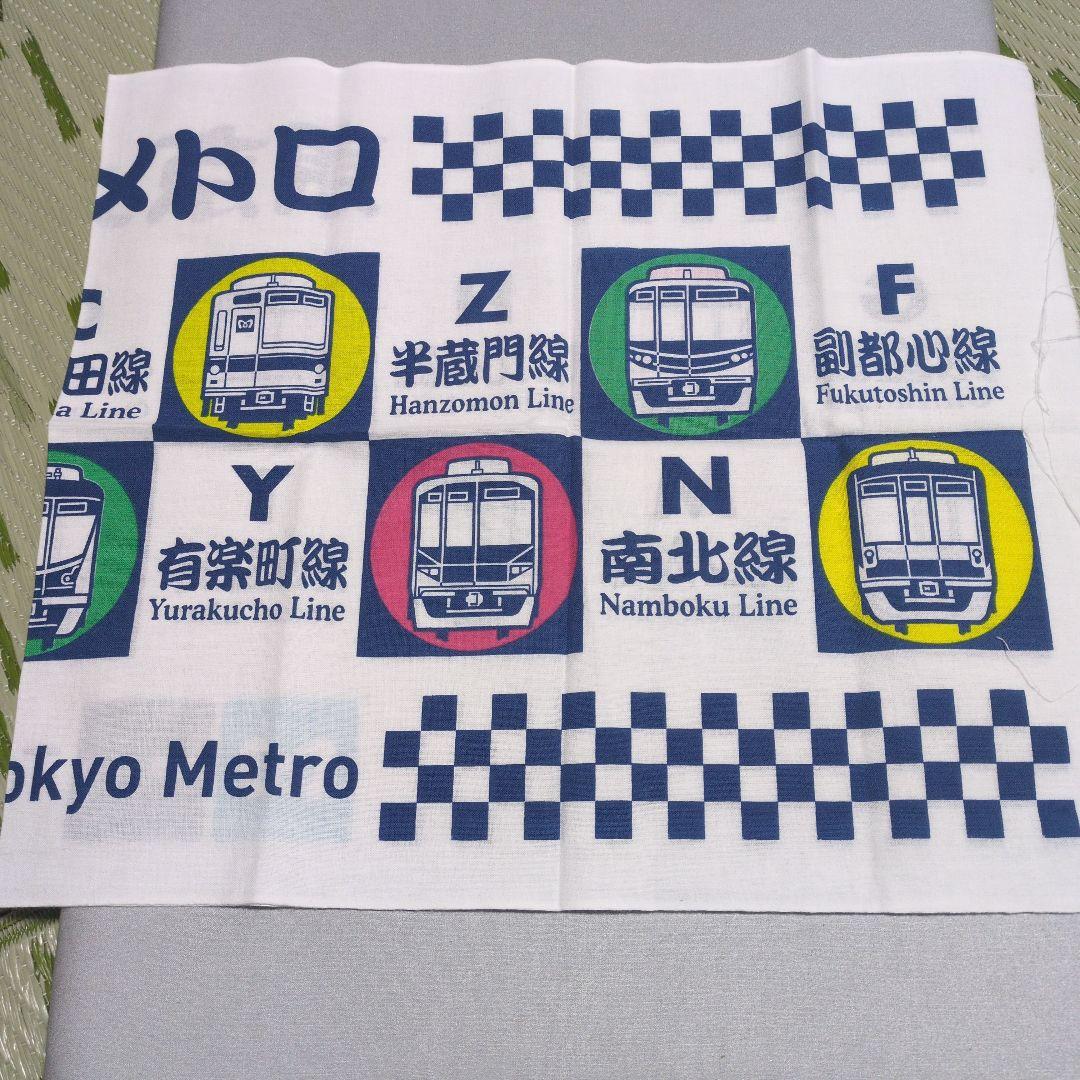 メトロ
C
田線
a Line
Z
半蔵門線
Hanzomon Line
F
副都心線
Fukutoshin Line
Y
有楽町線
Yurakucho Line
N
南北線
Namboku Line
okyo Metro